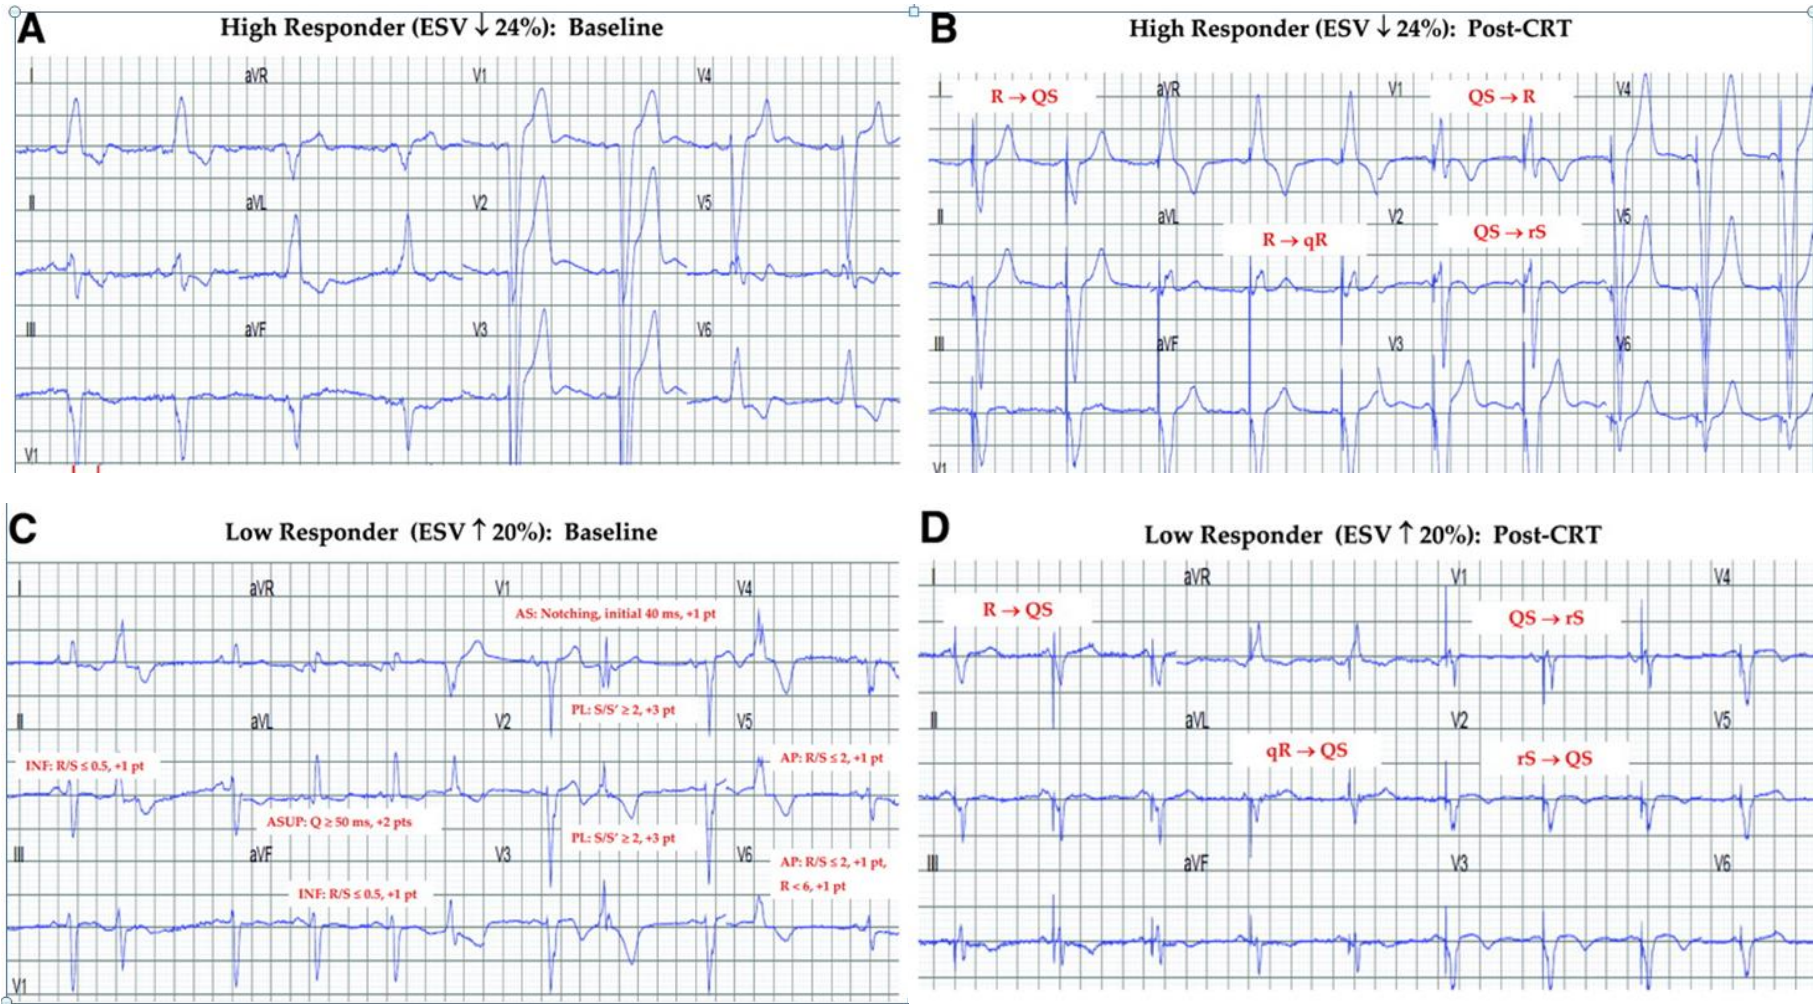 A
High Responder (ESV ↓ 24%): Baseline
I aVR V1 V4
II aVL V2 V5
III aVF V3 V6
V1
B
High Responder (ESV ↓ 24%): Post-CRT
I aVR V1 V4
R → QS QS → R
II aVL V2 V5
R → qR QS → rS
III aVF V3 V6
V1
C
Low Responder (ESV ↑ 20%): Baseline
I aVR V1 V4
AS: Notching, initial 40 ms, +1 pt
PL: S/S' ≥ 2, +3 pt
II aVL V2 V5
INF: R/S ≤ 0.5, +1 pt
AP: R/S ≤ 2, +1 pt
ASUP: Q ≥ 50 ms, +2 pts
PL: S/S' ≥ 2, +3 pt
III aVF V3 V6
AP: R/S ≤ 2, +1 pt,
R < 6, +1 pt
INF: R/S ≤ 0.5, +1 pt
V1
D
Low Responder (ESV ↑ 20%): Post-CRT
I aVR V1 V4
R → QS QS → rS
II aVL V2 V5
qR → QS rS → QS
III aVF V3 V6